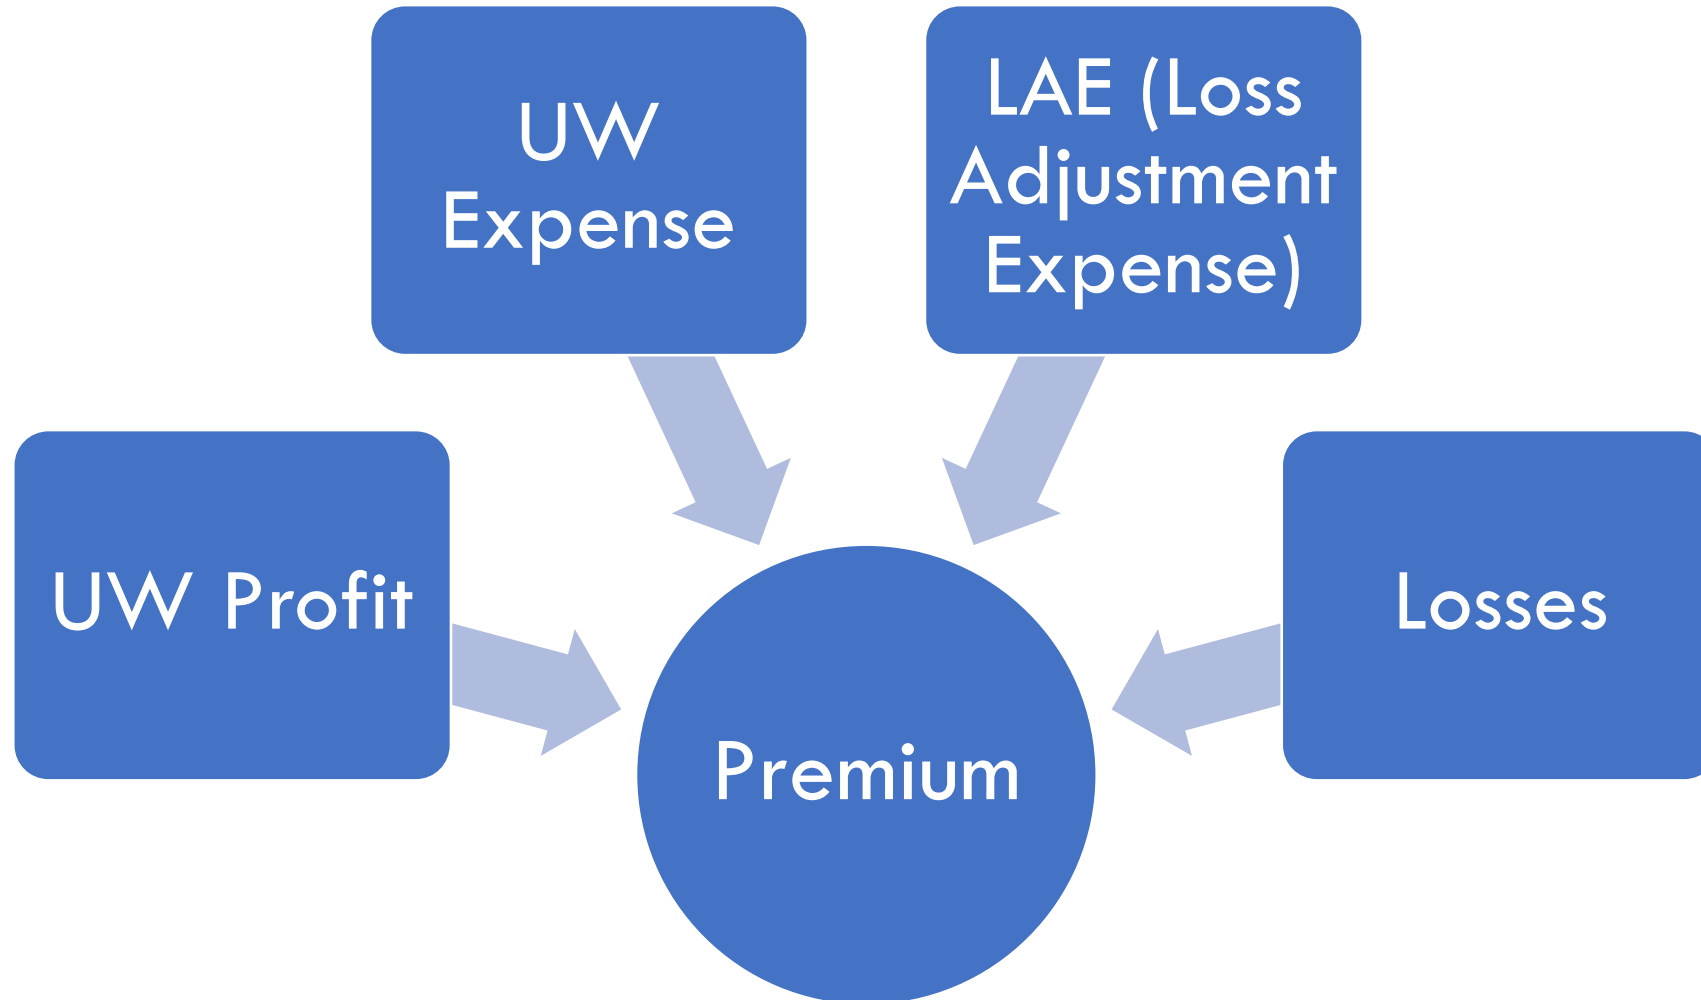 UW
Expense
LAE (Loss
Adjustment
Expense)
UW Profit
Losses
Premium